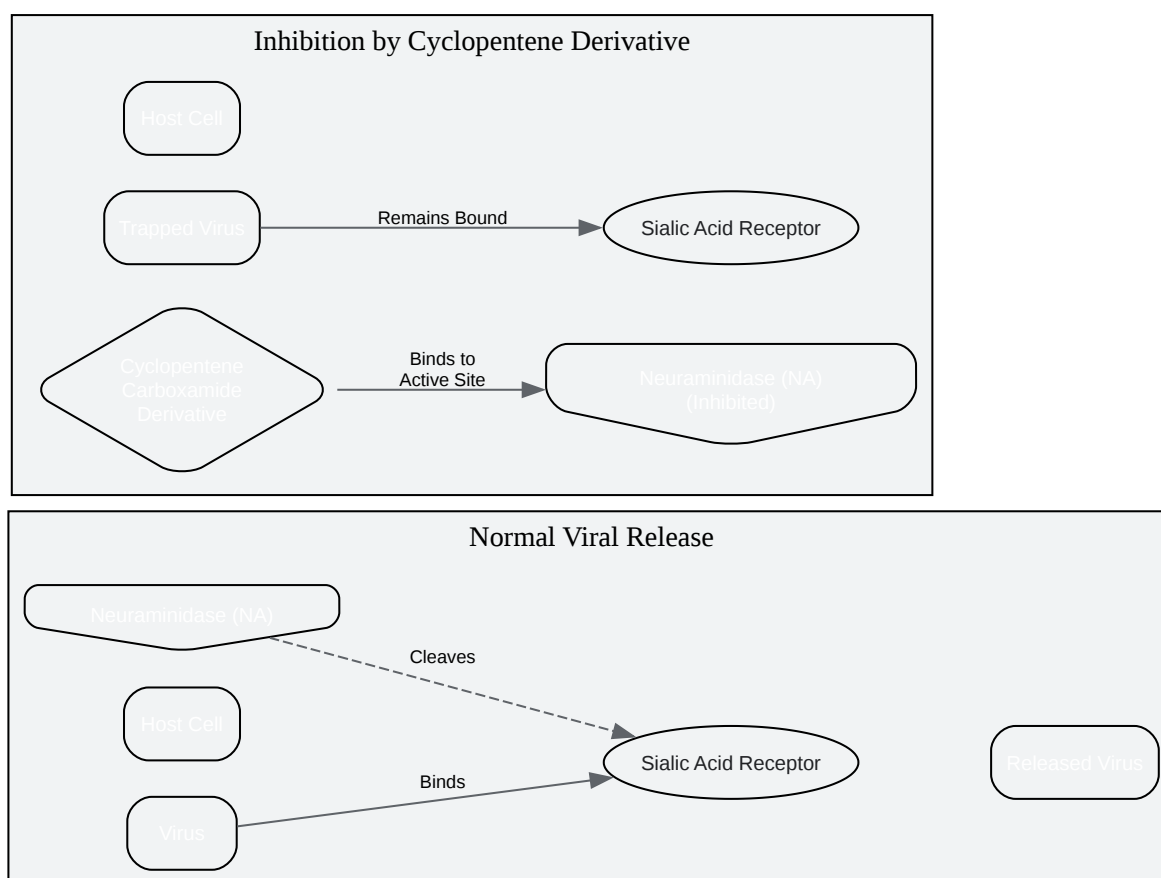 Inhibition by Cyclopentene Derivative
Host Cell
Trapped Virus
Remains Bound
Sialic Acid Receptor
Cyclopentene
Carboxamide
Derivative
Binds to
Active Site
Neuraminidase (NA)
(Inhibited)
Normal Viral Release
Neuraminidase (NA)
Cleaves
Host Cell
Sialic Acid Receptor
Released Virus
Binds
Virus